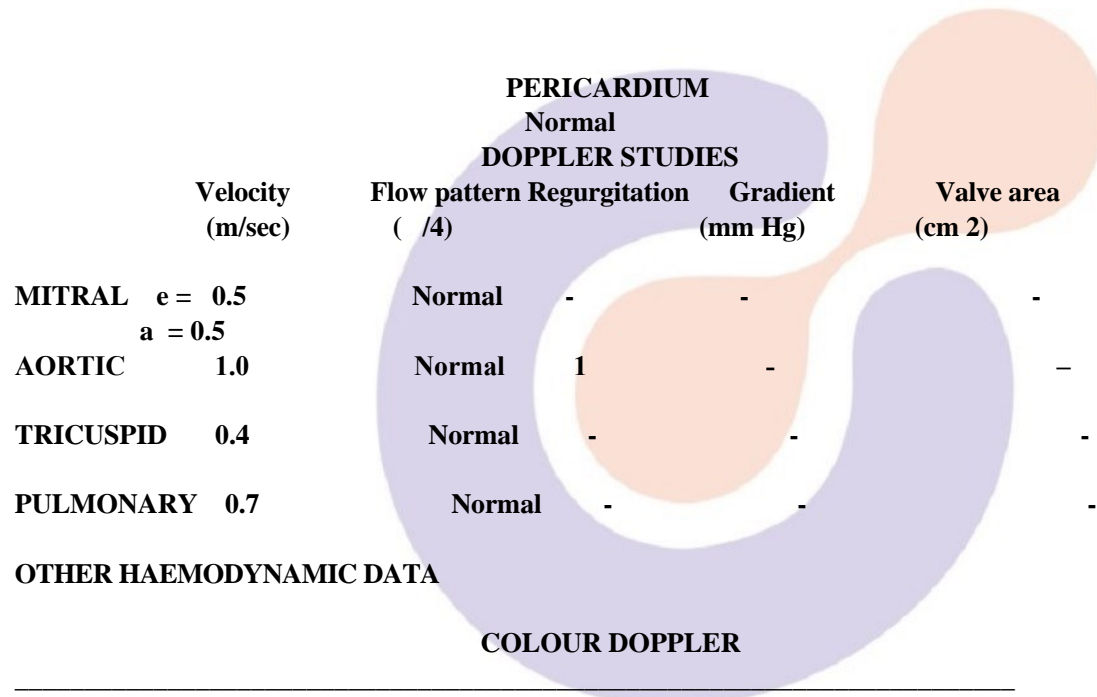 PERICARDIUM
Normal
DOPPLER STUDIES
Velocity Flow pattern Regurgitation Gradient Valve area
(m/sec) ( /4) (mm Hg) (cm 2)
MITRAL e = 0.5 Normal - - -
a = 0.5
AORTIC 1.0 Normal 1 - –
TRICUSPID 0.4 Normal - - -
PULMONARY 0.7 Normal - - -
OTHER HAEMODYNAMIC DATA
COLOUR DOPPLER